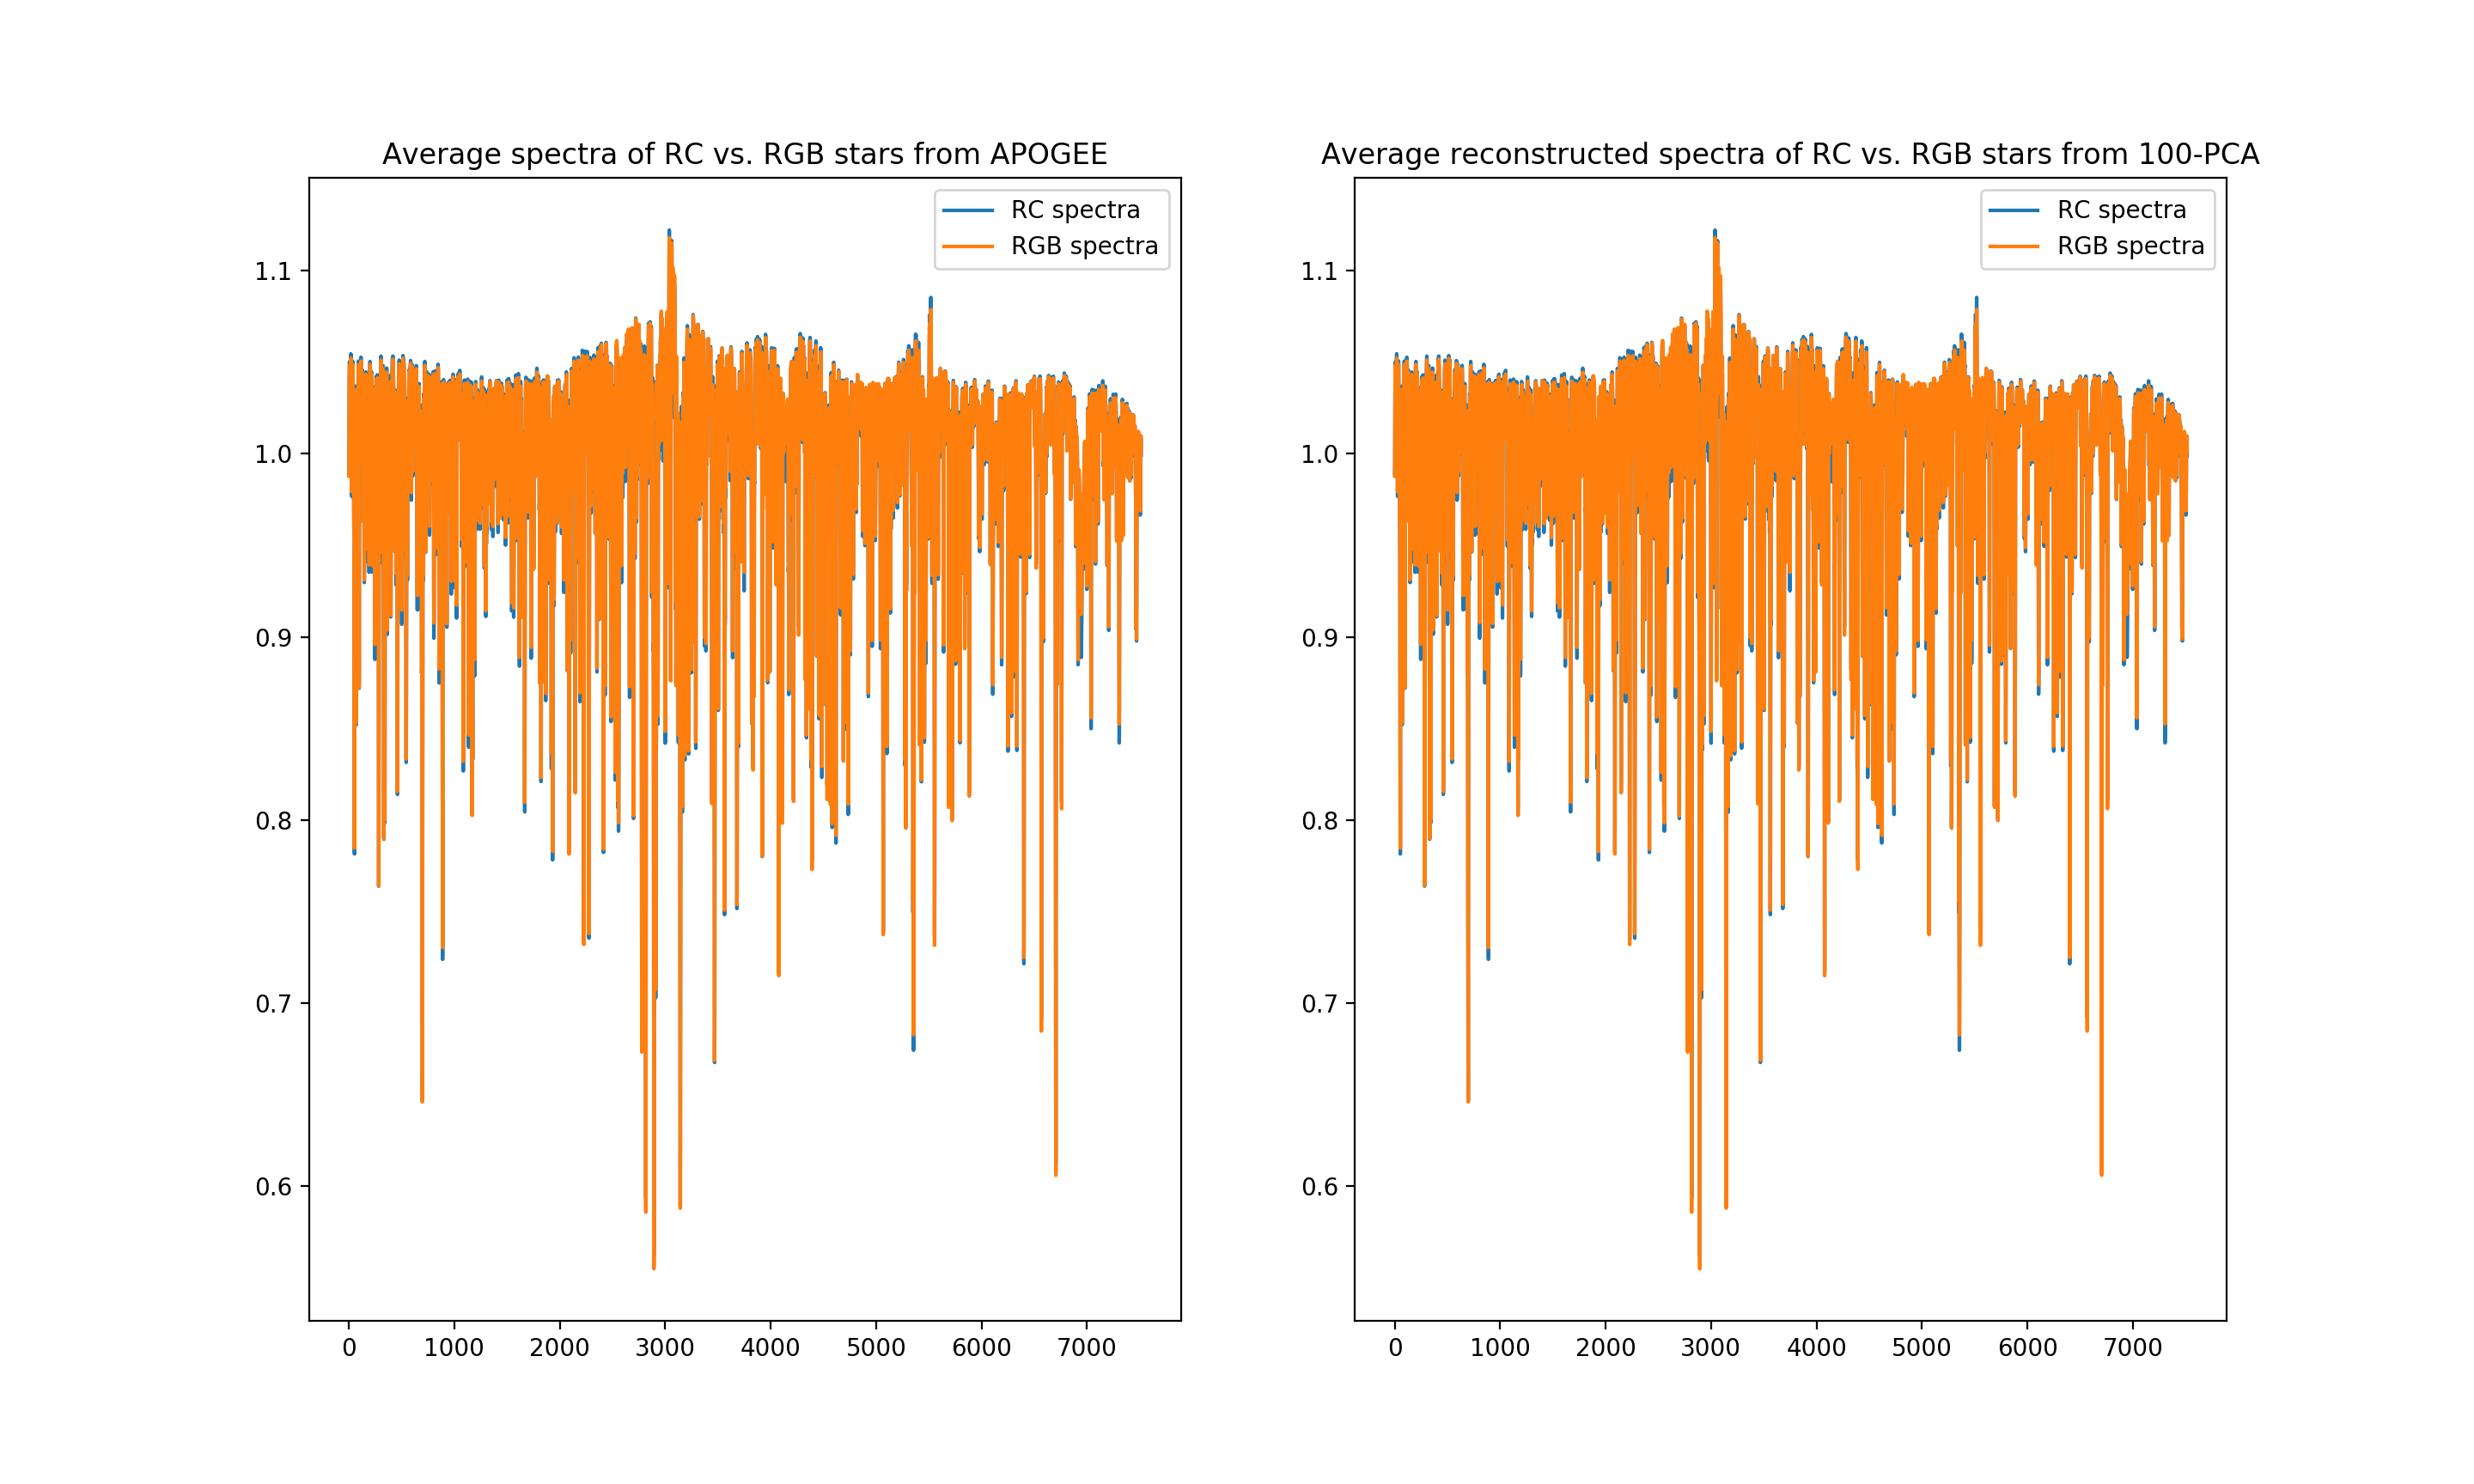 Average spectra of RC vs. RGB stars from APOGEE
RC spectra
RGB spectra
1.1
1.0
0.9
0.8
0.7
0.6
0 1000 2000 3000 4000 5000 6000 7000
Average reconstructed spectra of RC vs. RGB stars from 100-PCA
RC spectra
RGB spectra
1.1
1.0
0.9
0.8
0.7
0.6
0 1000 2000 3000 4000 5000 6000 7000